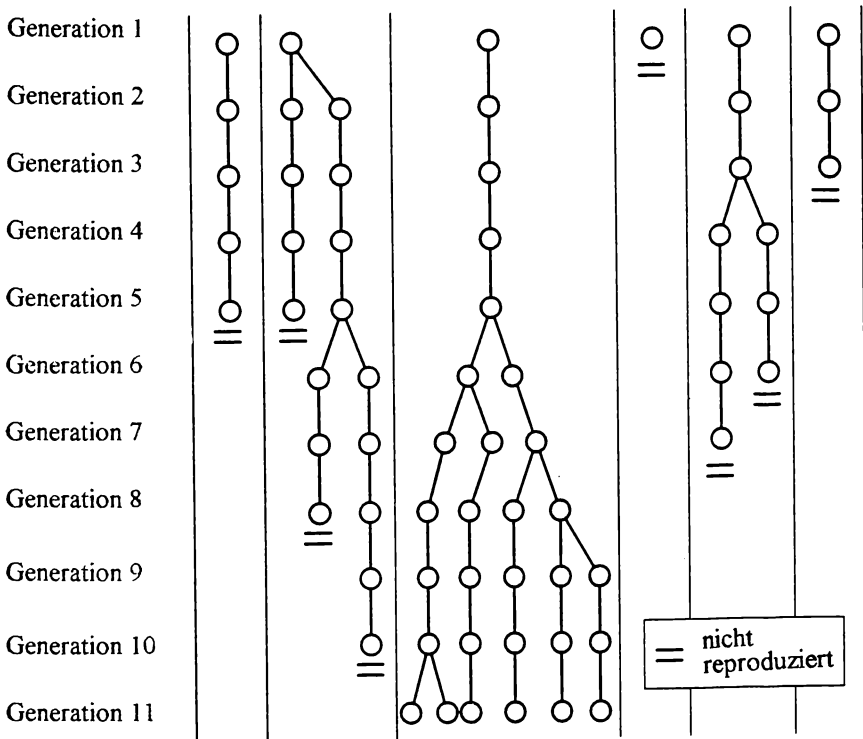 Generation 1
Generation 2
Generation 3
Generation 4
Generation 5
Generation 6
Generation 7
Generation 8
Generation 9
Generation 10
Generation 11
nicht
reproduziert